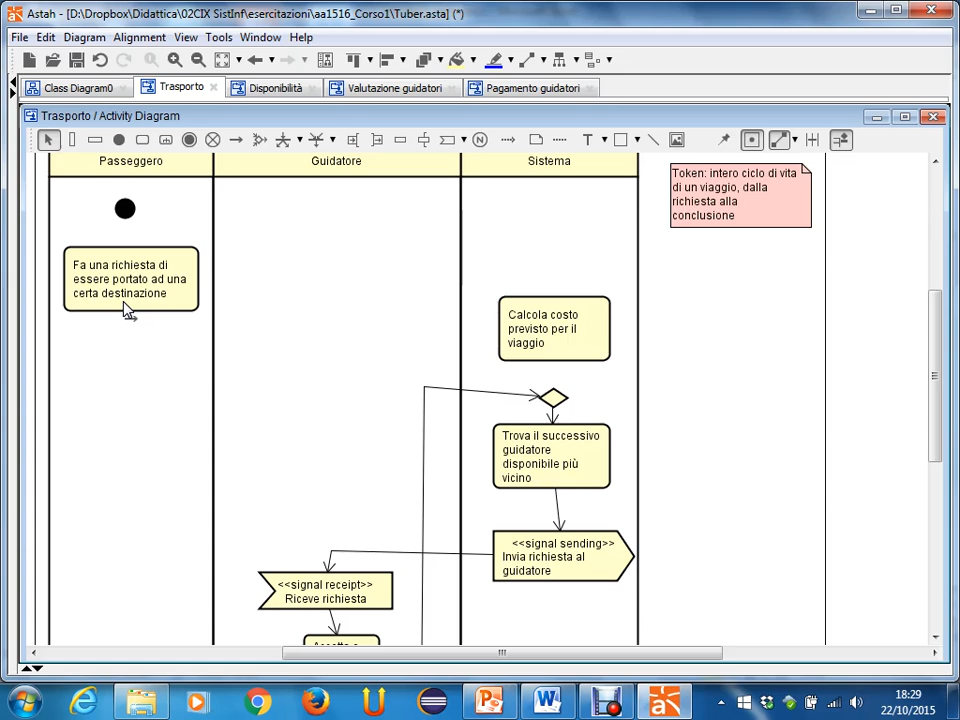 Astah - [D:\Dropbox\Didattica\02CIX SistInf\esercitazioni\aa1516_Corso1\Tuber.asta] (*)
File Edit Diagram Alignment View Tools Window Help
Class Diagram0 Trasporto Disponibilità Valutazione guidatori Pagamento guidatori
Trasporto / Activity Diagram
Passeggero Guidatore Sistema
Token: intero ciclo di vita
di un viaggio, dalla
richiesta alla
conclusione
Fa una richiesta di
essere portato ad una
certa destinazione
Calcola costo
previsto per il
viaggio
Trova il successivo
guidatore
disponibile più
vicino
<<signal sending>>
Invia richiesta al
guidatore
<<signal receipt>>
Riceve richiesta
18:29
22/10/2015